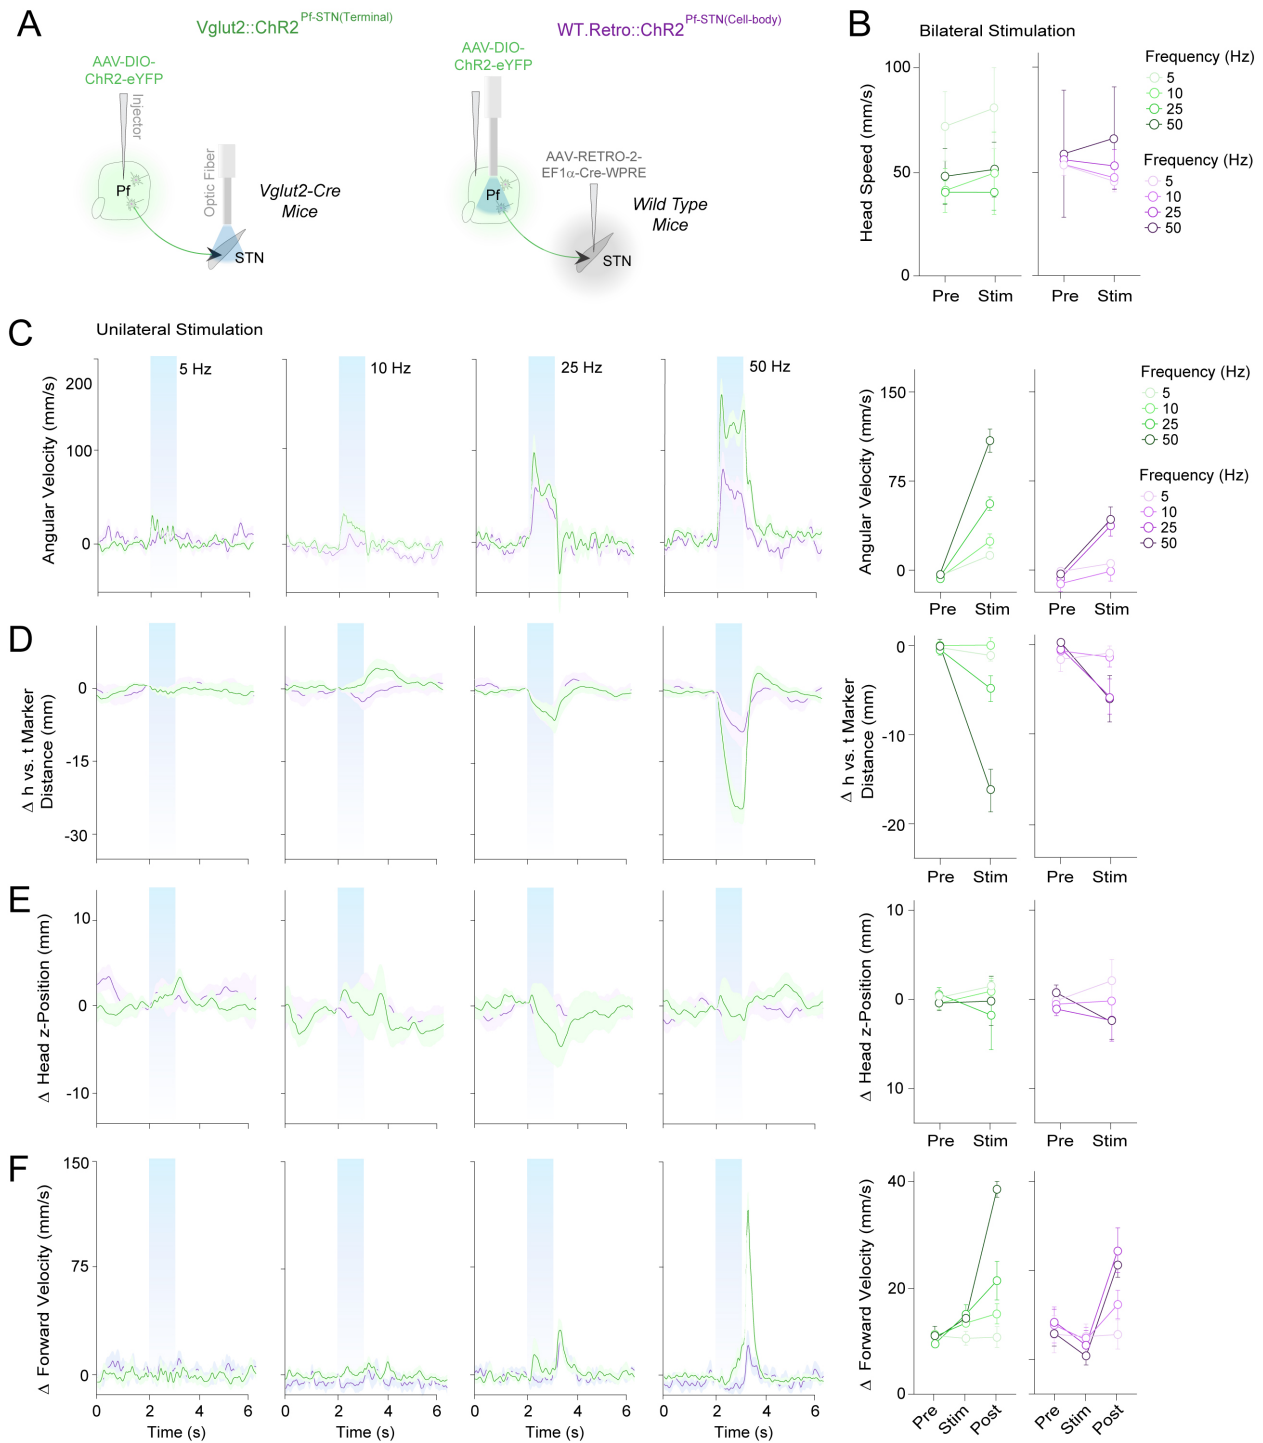 A
Vglut2::ChR2 Pf-STN(Terminal)
AAV-DIO-
ChR2-eYFP
Injector
Pf
Optic Fiber
STN
Vglut2-Cre
Mice
WT.Retro::ChR2 Pf-STN(Cell-body)
AAV-DIO-
ChR2-eYFP
Pf
AAV-RETRO-2-
EF1α-Cre-WPRE
STN
Wild Type
Mice
B
Bilateral Stimulation
Head Speed (mm/s)
100
50
0
Pre Stim
Pre Stim
Frequency (Hz)
5
10
25
50
Frequency (Hz)
5
10
25
50
C
Unilateral Stimulation
Angular Velocity (mm/s)
200
100
0
5 Hz
10 Hz
25 Hz
50 Hz
Angular Velocity (mm/s)
150
75
0
Pre Stim
Pre Stim
Frequency (Hz)
5
10
25
50
Frequency (Hz)
5
10
25
50
D
Δ h vs. t Marker
Distance (mm)
0
-15
-30
Δ h vs. t Marker
Distance (mm)
0
-10
-20
Pre Stim
Pre Stim
E
Δ Head z-Position (mm)
10
0
-10
Δ Head z-Position (mm)
10
0
10
Pre Stim
Pre Stim
F
Δ Forward Velocity (mm/s)
150
75
0
0 2 4 6
Time (s)
0 2 4 6
Time (s)
0 2 4 6
Time (s)
0 2 4 6
Time (s)
Δ Forward Velocity (mm/s)
40
20
0
Pre Stim Post
Pre Stim Post